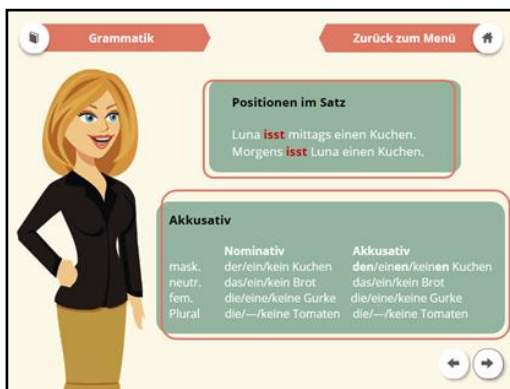 Grammatik
Zurück zum Menü
Positionen im Satz
Luna isst mittags einen Kuchen.
Morgens isst Luna einen Kuchen.
Akkusativ
Nominativ Akkusativ
mask. der/ein/kein Kuchen den/einen/keinen Kuchen
neutr. das/ein/kein Brot das/ein/kein Brot
fem. die/eine/keine Gurke die/eine/keine Gurke
Plural die/—/keine Tomaten die/—/keine Tomaten